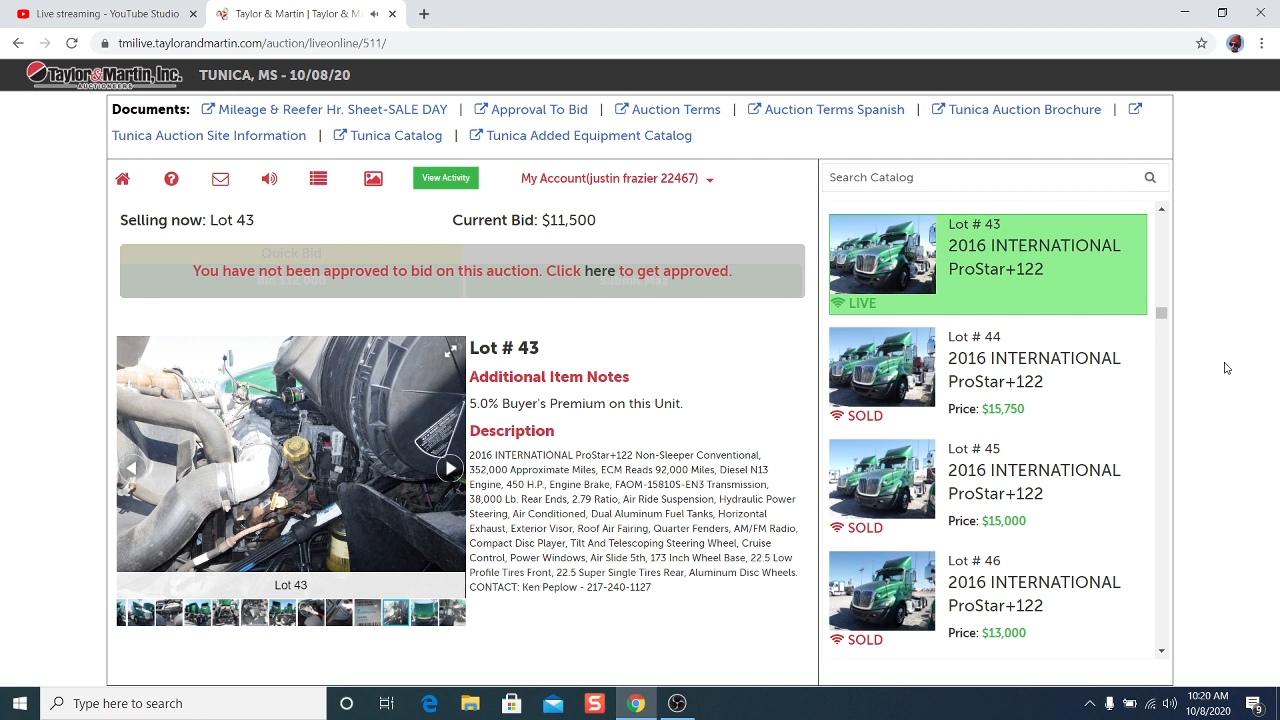 Live streaming - YouTube Studio
Taylor & Martin | Taylor & M
tmilive.taylorandmartin.com/auction/liveonline/511/
Taylor&Martin, Inc. TUNICA, MS - 10/08/20
AUCTIONEERS
Documents: Mileage & Reefer Hr. Sheet-SALE DAY | Approval To Bid | Auction Terms | Auction Terms Spanish | Tunica Auction Brochure |
Tunica Auction Site Information | Tunica Catalog | Tunica Added Equipment Catalog
View Activity
My Account(justin frazier 22467)
Search Catalog
Selling now: Lot 43
Current Bid: $11,500
Quick Bid
You have not been approved to bid on this auction. Click here to get approved.
Bid $12,000
Submit Max
Lot 43
Lot # 43
Additional Item Notes
5.0% Buyer's Premium on this Unit.
Description
2016 INTERNATIONAL ProStar+122 Non-Sleeper Conventional,
352,000 Approximate Miles, ECM Reads 92,000 Miles, Diesel N13
Engine, 450 H.P., Engine Brake, FAOM-15810S-EN3 Transmission,
38,000 Lb. Rear Ends, 2.79 Ratio, Air Ride Suspension, Hydraulic Power
Steering, Air Conditioned, Dual Aluminum Fuel Tanks, Horizontal
Exhaust, Exterior Visor, Roof Air Fairing, Quarter Fenders, AM/FM Radio,
Compact Disc Player, Tilt And Telescoping Steering Wheel, Cruise
Control, Power Windows, Air Slide 5th, 173 Inch Wheel Base, 22.5 Low
Profile Tires Front, 22.5 Super Single Tires Rear, Aluminum Disc Wheels.
CONTACT: Ken Peplow - 217-240-1127
Lot # 43
2016 INTERNATIONAL
ProStar+122
LIVE
Lot # 44
2016 INTERNATIONAL
ProStar+122
Price: $15,750
SOLD
Lot # 45
2016 INTERNATIONAL
ProStar+122
Price: $15,000
SOLD
Lot # 46
2016 INTERNATIONAL
ProStar+122
Price: $13,000
SOLD
Type here to search
10:20 AM
10/8/2020
9